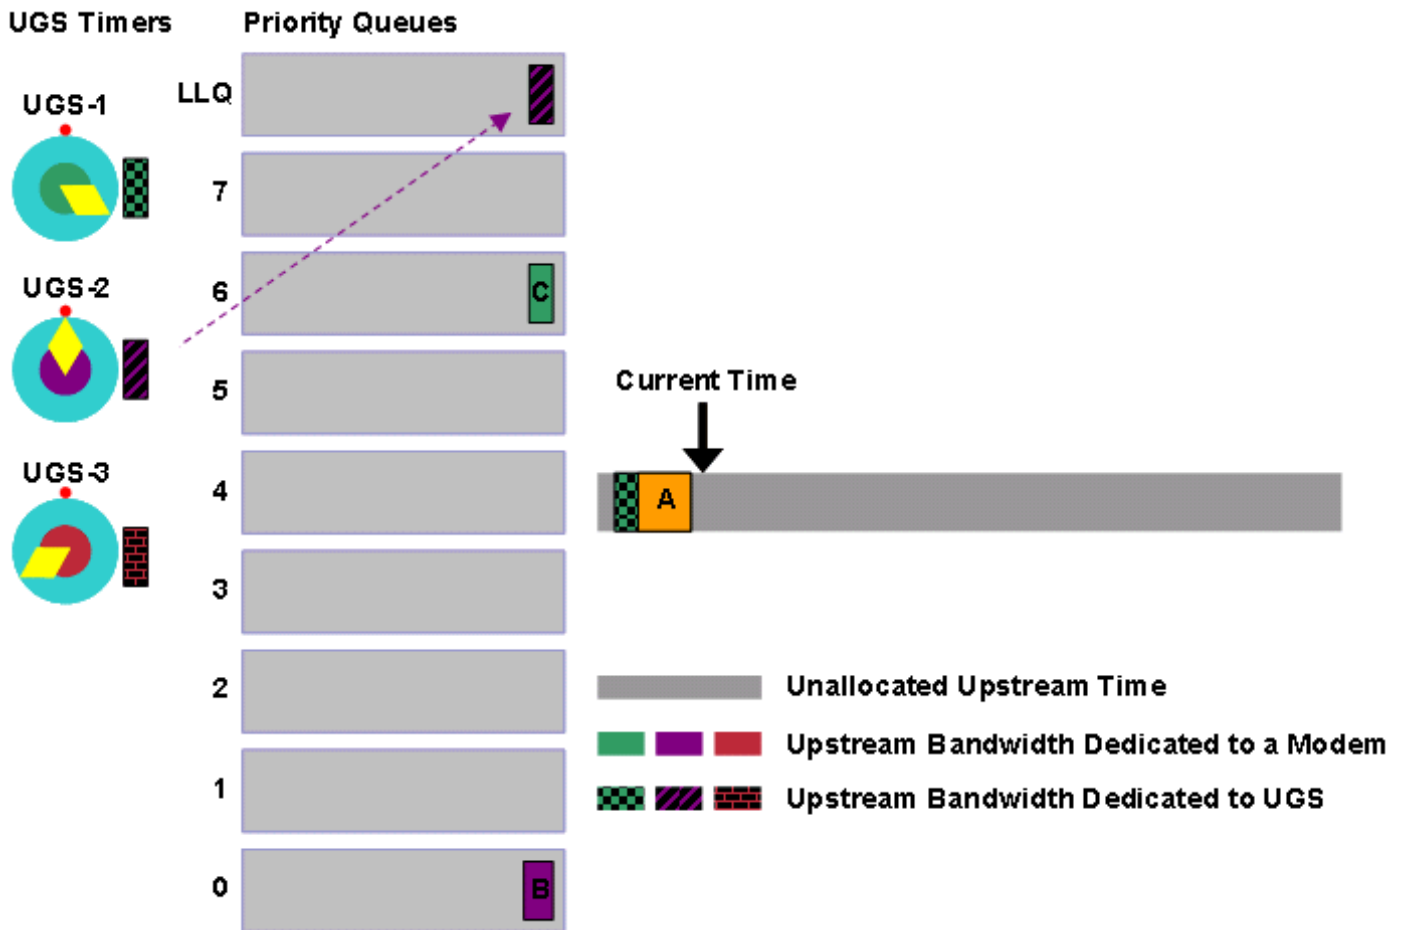 UGS Timers
Priority Queues
LLQ
UGS-1
7
UGS-2
6
C
5
Current Time
UGS-3
4
A
3
2
Unallocated Upstream Time
Upstream Bandwidth Dedicated to a Modem
1
Upstream Bandwidth Dedicated to UGS
0
B